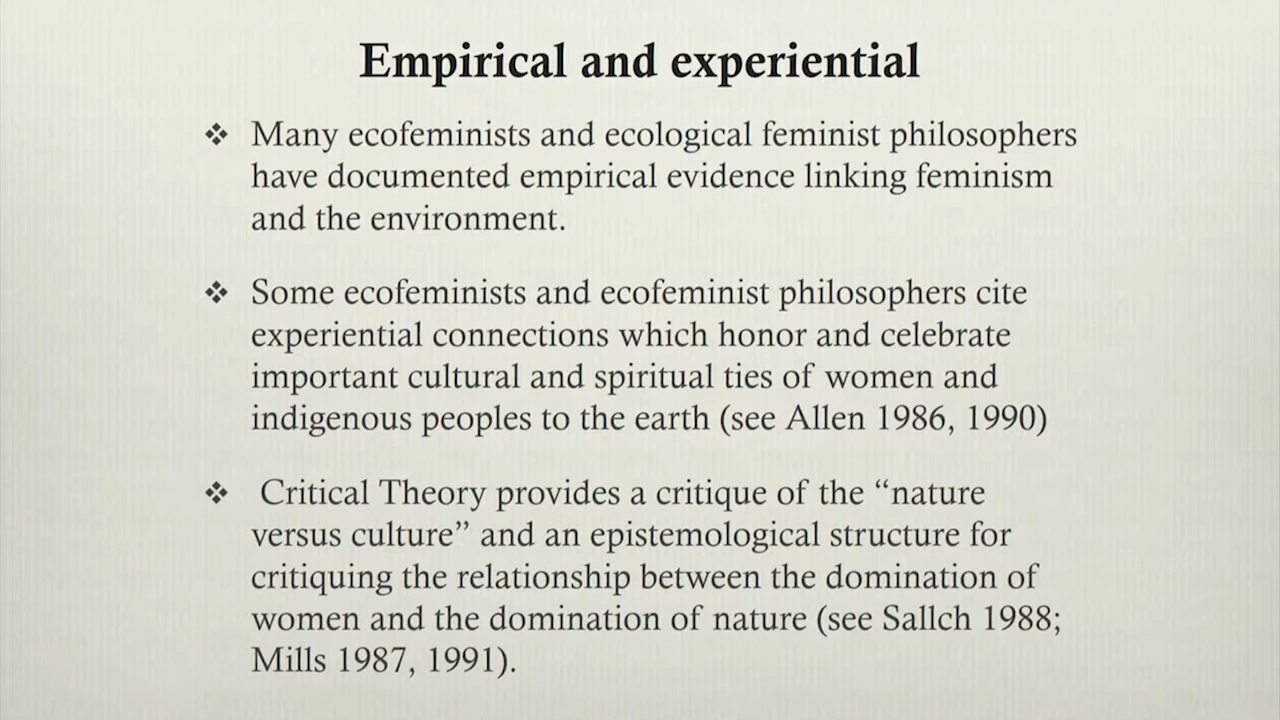 Empirical and experiential
❖ Many ecofeminists and ecological feminist philosophers
have documented empirical evidence linking feminism
and the environment.
❖ Some ecofeminists and ecofeminist philosophers cite
experiential connections which honor and celebrate
important cultural and spiritual ties of women and
indigenous peoples to the earth (see Allen 1986, 1990)
❖ Critical Theory provides a critique of the “nature
versus culture” and an epistemological structure for
critiquing the relationship between the domination of
women and the domination of nature (see Sallch 1988;
Mills 1987, 1991).